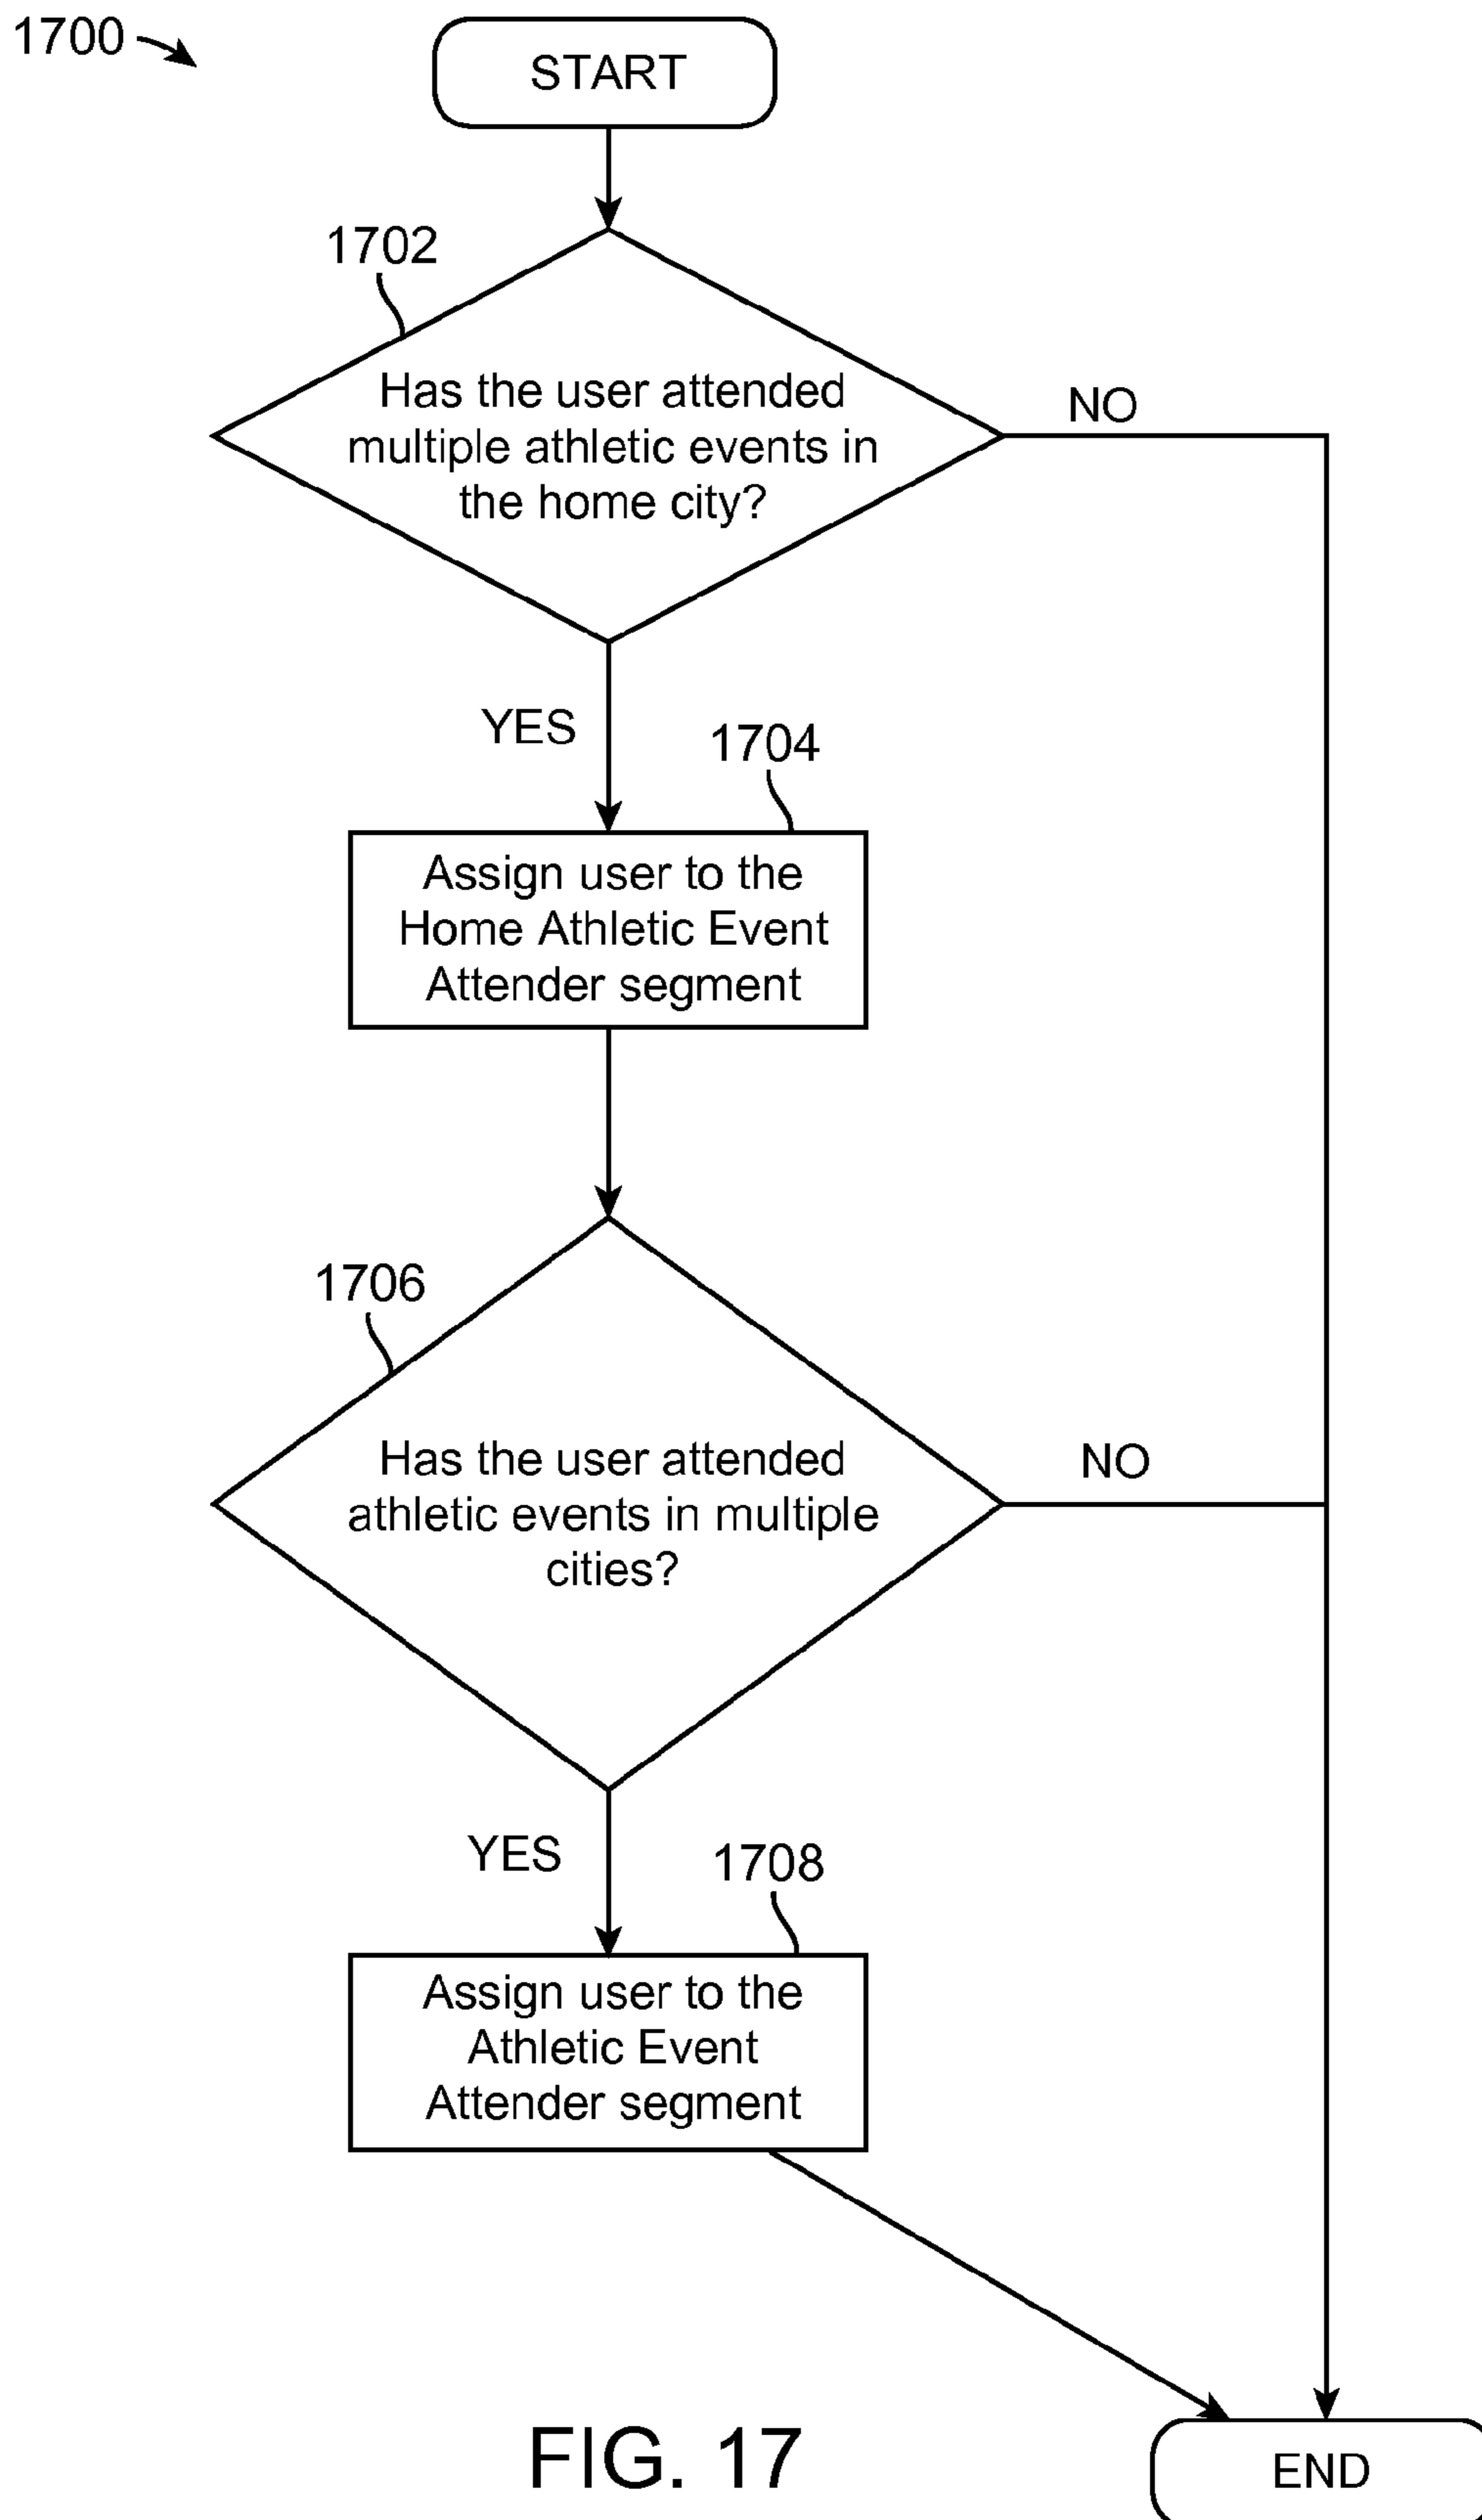 1700
START
1702
Has the user attended
multiple athletic events in
the home city?
NO
YES
1704
Assign user to the
Home Athletic Event
Attender segment
1706
Has the user attended
athletic events in multiple
cities?
NO
YES
1708
Assign user to the
Athletic Event
Attender segment
FIG. 17
END